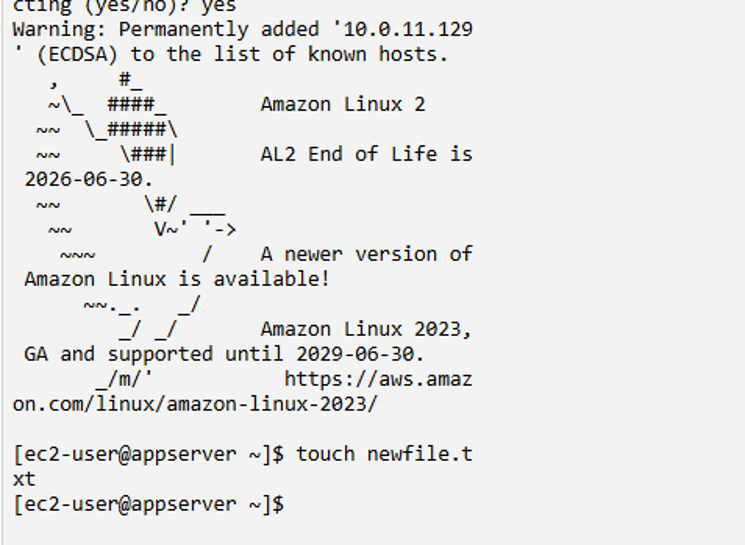 cting (yes/no)? yes
Warning: Permanently added '10.0.11.129
' (ECDSA) to the list of known hosts.
   ,     #_
   ~\_  ####_        Amazon Linux 2
  ~~  \_#####\
  ~~     \###|       AL2 End of Life is
 2026-06-30.
  ~~       \#/ ___
   ~~       V~' '->
    ~~~         /    A newer version of
 Amazon Linux is available!
      ~~._.   _/
         _/ _/       Amazon Linux 2023,
 GA and supported until 2029-06-30.
       _/m/'           https://aws.amaz
on.com/linux/amazon-linux-2023/

[ec2-user@appserver ~]$ touch newfile.t
xt
[ec2-user@appserver ~]$